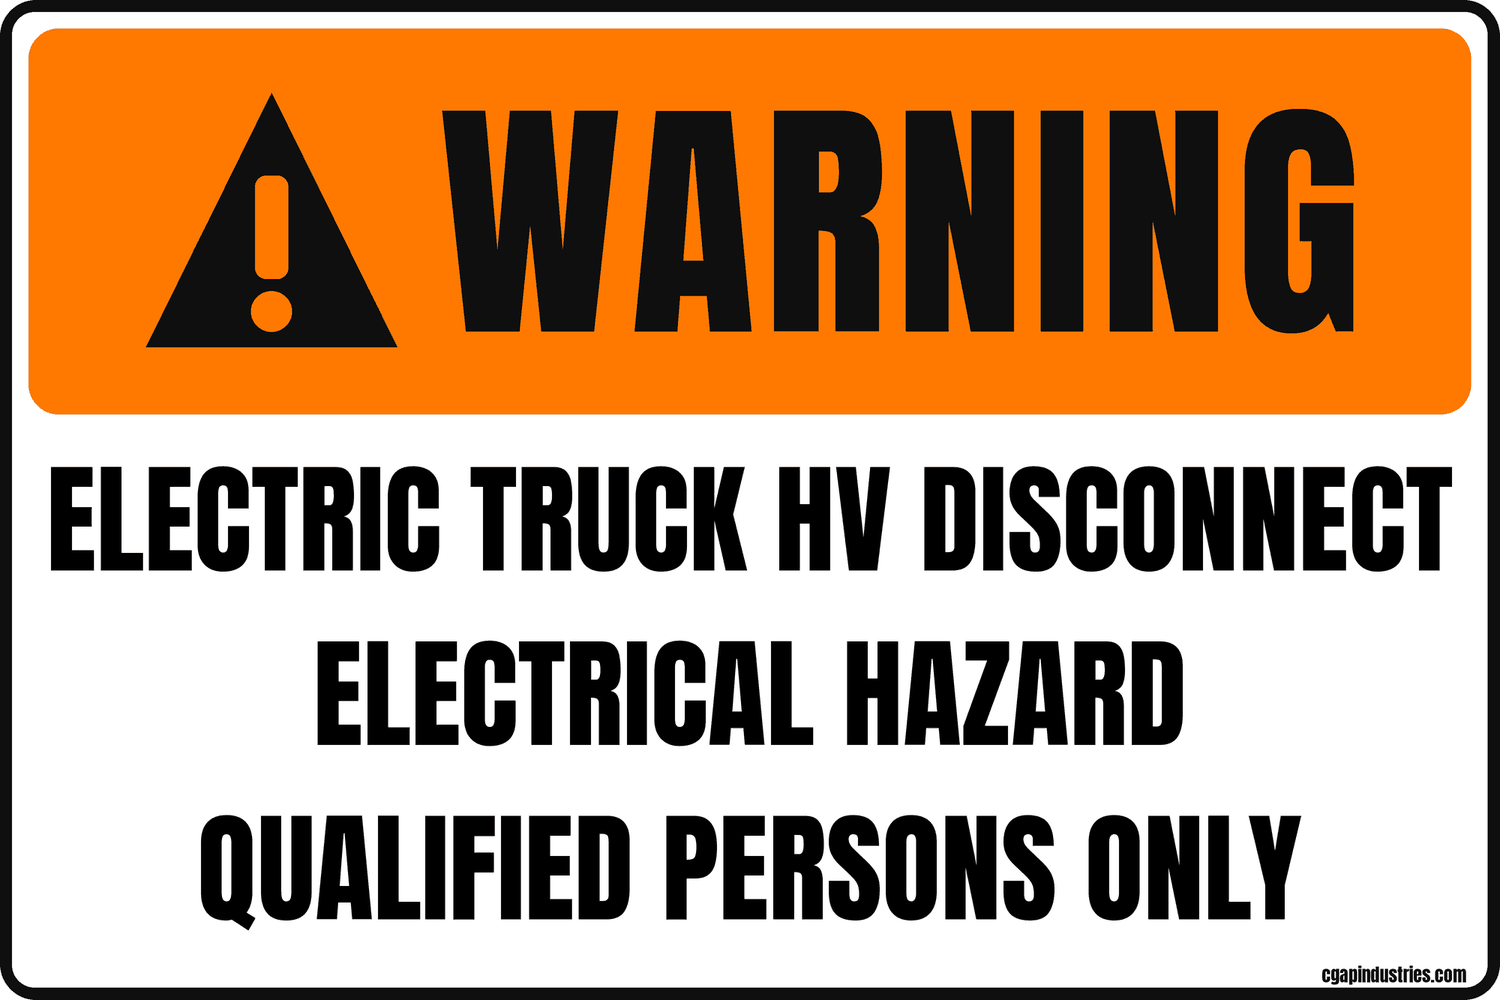 WARNING
ELECTRIC TRUCK HV DISCONNECT
ELECTRICAL HAZARD
QUALIFIED PERSONS ONLY
cgapindustries.com